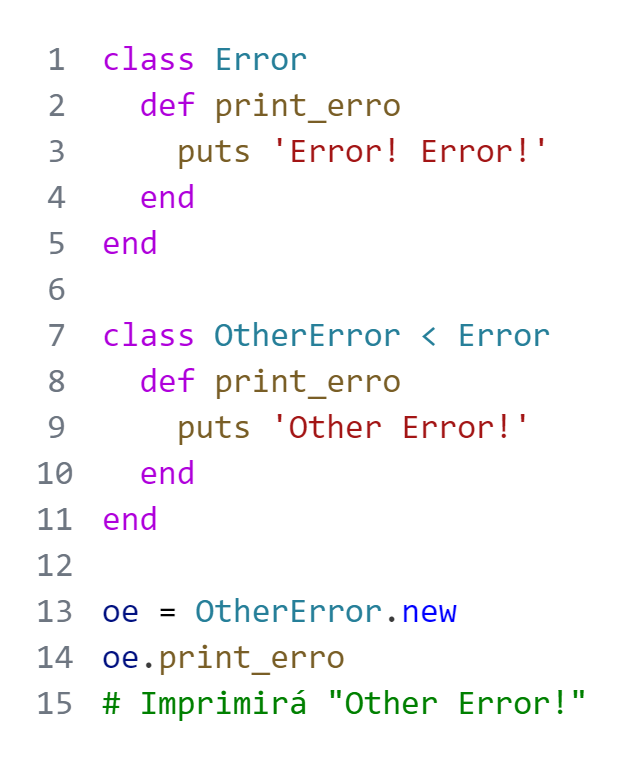 1 class Error
2   def print_erro
3     puts 'Error! Error!'
4   end
5 end
6
7 class OtherError < Error
8   def print_erro
9     puts 'Other Error!'
10   end
11 end
12
13 oe = OtherError.new
14 oe.print_erro
15 # Imprimirá "Other Error!"